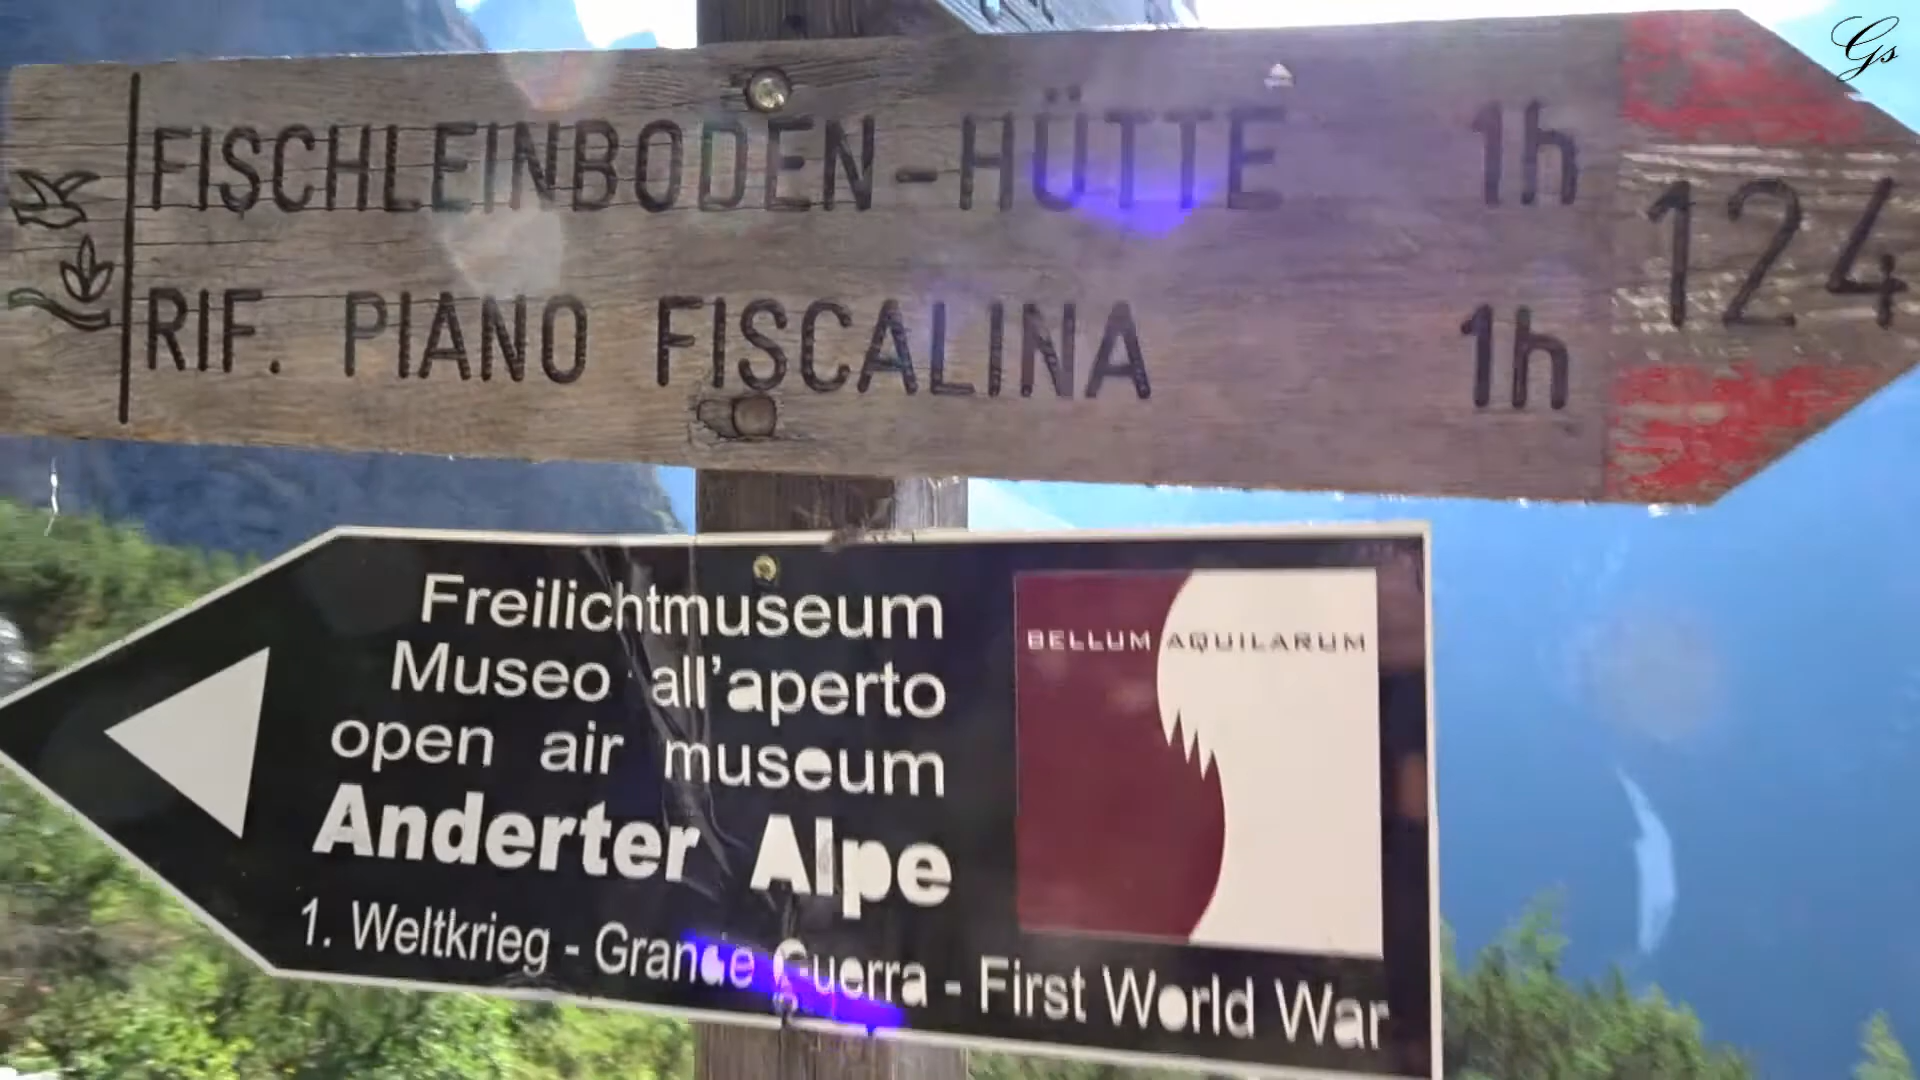 Gs
FISCHLEINBODEN-HÜTTE 1h
124
RIF. PIANO FISCALINA 1h
Freilichtmuseum
Museo all'aperto
open air museum
Anderter Alpe
1. Weltkrieg - Grande Guerra - First World War
BELLUM AQUILARUM